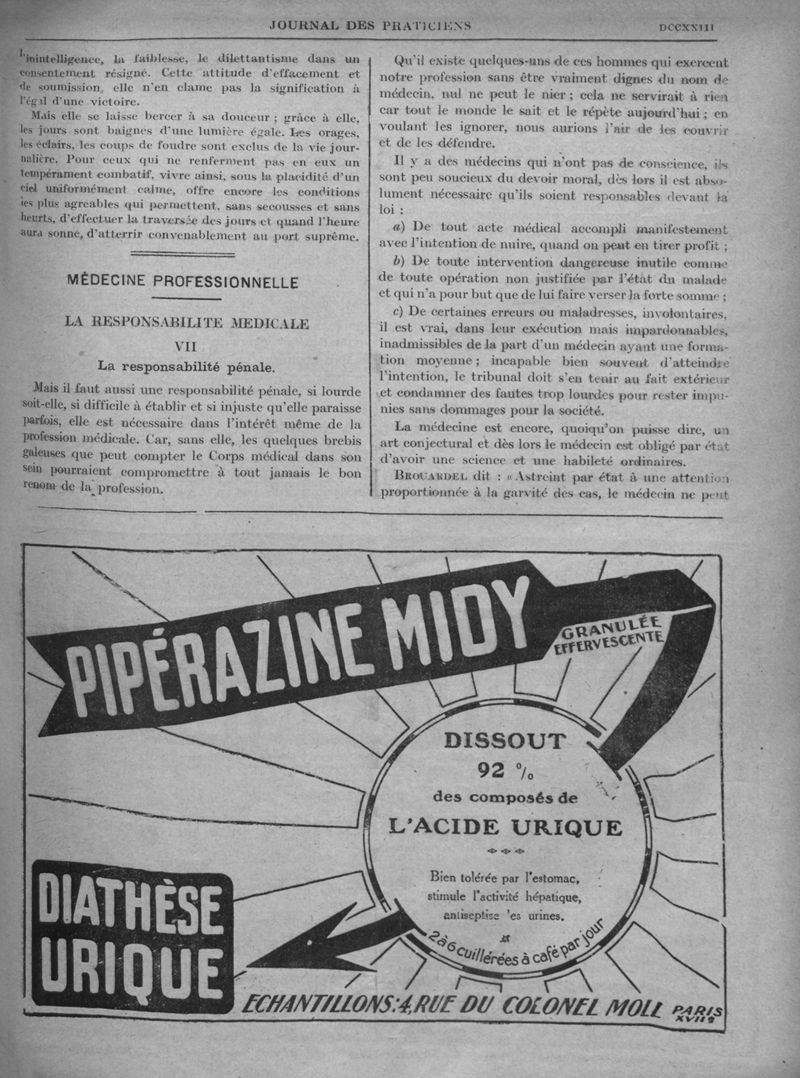 JOURNAL DES PRATICIENS
DCCXXIII
l'inintelligence, la faiblesse, le dilettantisme dans un
consentement résigné. Cette attitude d'effacement et
de soumission, elle n'en clame pas la signification à
l'égal d'une victoire.
Mais elle se laisse bercer à sa douceur ; grâce à elle,
les jours sont baignés d'une lumière égale. Les orages,
les éclairs, les coups de foudre sont exclus de la vie jour-
nalière. Pour ceux qui ne renferment pas en eux un
tempérament combatif, vivre ainsi, sous la placidité d'un
ciel uniformément calme, offre encore les conditions
les plus agréables qui permettent, sans secousses et sans
heurts, d'effectuer la traversée des jours et quand l'heure
aura sonné, d'atterrir convenablement au port suprême.
MÉDECINE PROFESSIONNELLE
LA RESPONSABILITE MEDICALE
VII
La responsabilité pénale.
Mais il faut aussi une responsabilité pénale, si lourde
soit-elle, si difficile à établir et si injuste qu'elle paraisse
parfois, elle est nécessaire dans l'intérêt même de la
profession médicale. Car, sans elle, les quelques brebis
galeuses que peut compter le Corps médical dans son
sein pourraient compromettre à tout jamais le bon
renom de la profession.
Qu'il existe quelques-uns de ces hommes qui exercent
notre profession sans être vraiment dignes du nom de
médecin, nul ne peut le nier ; cela ne servirait à rien
car tout le monde le sait et le répète aujourd'hui ; en
voulant les ignorer, nous aurions l'air de les couvrir
et de les défendre.
Il y a des médecins qui n'ont pas de conscience, ils
sont peu soucieux du devoir moral, dès lors il est abso-
lument nécessaire qu'ils soient responsables devant la
loi :
a) De tout acte médical accompli manifestement
avec l'intention de nuire, quand on peut en tirer profit ;
b) De toute intervention dangereuse inutile comme
de toute opération non justifiée par l'état du malade
et qui n'a pour but que de lui faire verser la forte somme ;
c) De certaines erreurs ou maladresses, involontaires,
il est vrai, dans leur exécution mais impardonnables,
inadmissibles de la part d'un médecin ayant une forma-
tion moyenne ; incapable bien souvent d'atteindre
l'intention, le tribunal doit s'en tenir au fait extérieur
et condamner des fautes trop lourdes pour rester impu-
nies sans dommages pour la société.
La médecine est encore, quoiqu'on puisse dire, un
art conjectural et dès lors le médecin est obligé par état
d'avoir une science et une habileté ordinaires.
BROUARDEL dit : « Astreint par état à une attention
proportionnée à la garvité des cas, le médecin ne peut
PIPÉRAZINE MIDY
GRANULÉE
EFFERVESCENTE
DISSOUT
92 %
des composés de
L'ACIDE URIQUE
Bien tolérée par l'estomac,
stimule l'activité hépatique,
antiseptise 'es urines.
2 à 6 cuillérées à café par jour
DIATHÈSE
URIQUE
ECHANTILLONS: 4, RUE DU COLONEL MOLL PARIS
XVIIe